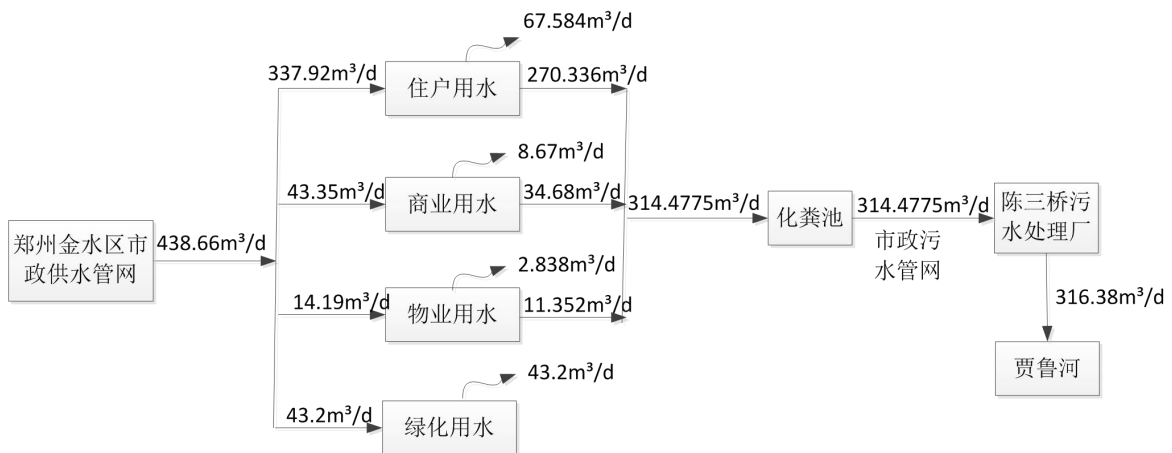 67.584m³/d
337.92m³/d
住户用水
270.336m³/d
8.67m³/d
43.35m³/d
商业用水
34.68m³/d
郑州金水区市
政供水管网
438.66m³/d
314.4775m³/d
化粪池
314.4775m³/d
市政污
水管网
陈三桥污
水处理厂
2.838m³/d
14.19m³/d
物业用水
11.352m³/d
316.38m³/d
贾鲁河
43.2m³/d
43.2m³/d
绿化用水